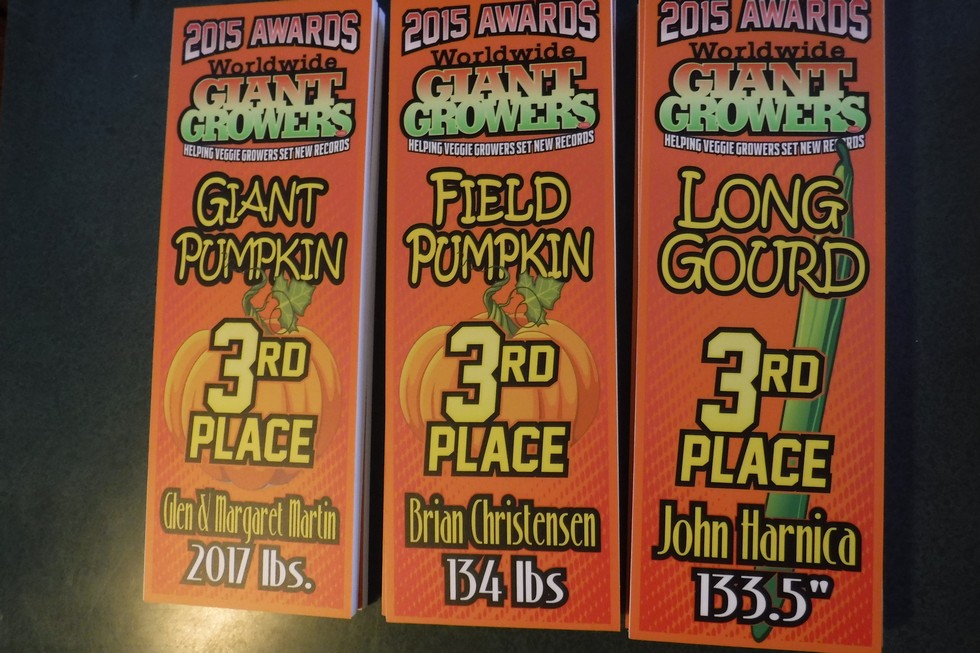 2015 AWARDS
Worldwide
GIANT
GROWERS
HELPING VEGGIE GROWERS SET NEW RECORDS
GIANT
PUMPKIN
3RD
PLACE
Glen & Margaret Martin
2017 lbs.
2015 AWARDS
Worldwide
GIANT
GROWERS
HELPING VEGGIE GROWERS SET NEW RECORDS
FIELD
PUMPKIN
3RD
PLACE
Brian Christensen
134 lbs
2015 AWARDS
Worldwide
GIANT
GROWERS
HELPING VEGGIE GROWERS SET NEW RECORDS
LONG
GOURD
3RD
PLACE
John Harnica
133.5"